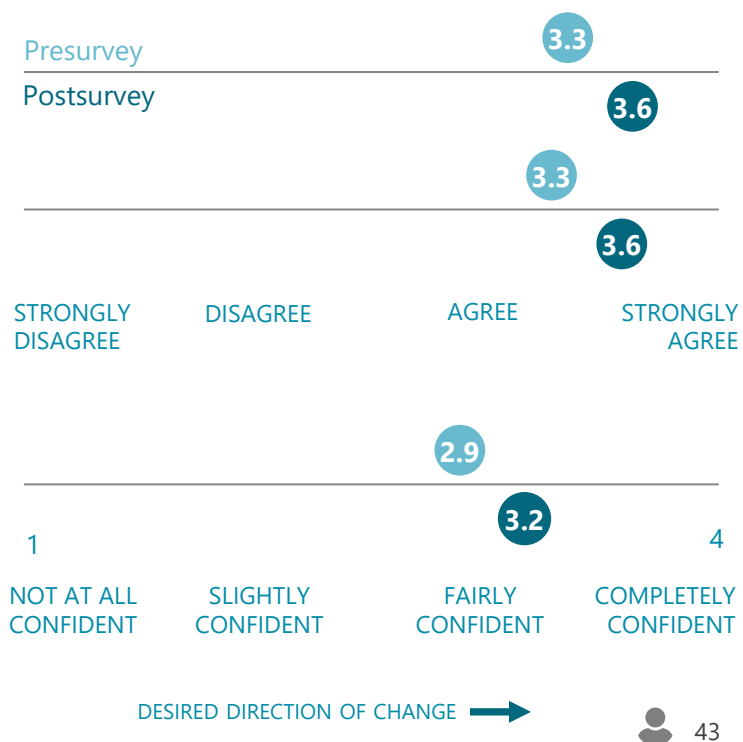 Presurvey
3.3
Postsurvey
3.6
3.3
3.6
STRONGLY DISAGREE AGREE STRONGLY
DISAGREE AGREE
2.9
3.2
1 4
NOT AT ALL SLIGHTLY FAIRLY COMPLETELY
CONFIDENT CONFIDENT CONFIDENT CONFIDENT
DESIRED DIRECTION OF CHANGE
43